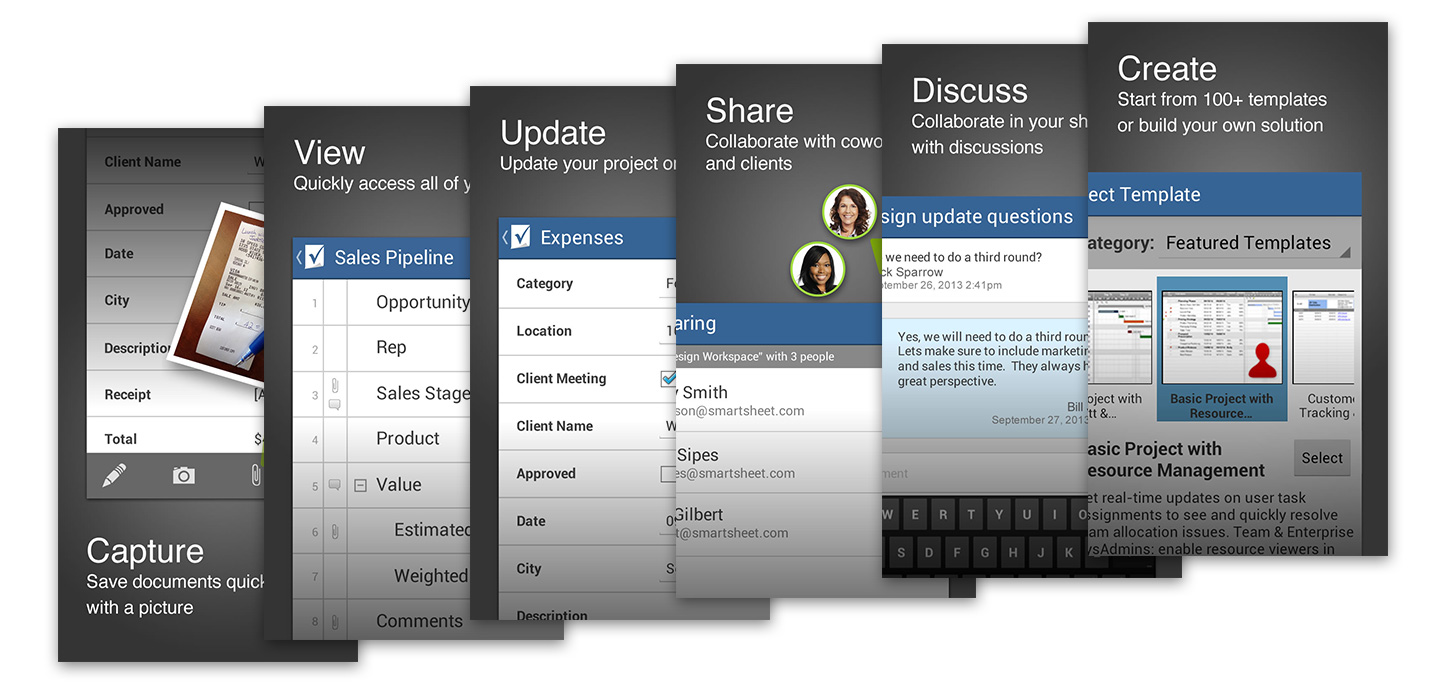 Client Name
Approved
Date
City
Description
Receipt
Total
Capture
Save documents quick
with a picture
View
Quickly access all of
Sales Pipeline
1 Opportunity
2 Rep
3 Sales Stage
4 Product
5 Value
6 Estimated
7 Weighted
8 Comments
Update
Update your project
Expenses
Category
Location
Client Meeting
Client Name
Approved
Date
City
Description
Share
Collaborate with cowo
and clients
aring
esign Workspace" with 3 people
y Smith
son@smartsheet.com
Sipes
es@smartsheet.com
Gilbert
t@smartsheet.com
Discuss
Collaborate in your sh
with discussions
sign update questions
we need to do a third round?
ck Sparrow
ptember 26, 2013 2:41pm
Yes, we will need to do a third roun
Lets make sure to include marketin
and sales this time. They always h
great perspective.
Bill
September 27, 2013
ment
W E R T Y U I O
S D F G H J K
Create
Start from 100+ templates
or build your own solution
ect Template
ategory: Featured Templates
oject with
tt &...
Basic Project with
Resource...
Custome
Tracking
asic Project with
esource Management
Select
et real-time updates on user task
ssignments to see and quickly resolve
am allocation issues. Team & Enterprise
ysAdmins: enable resource viewers in